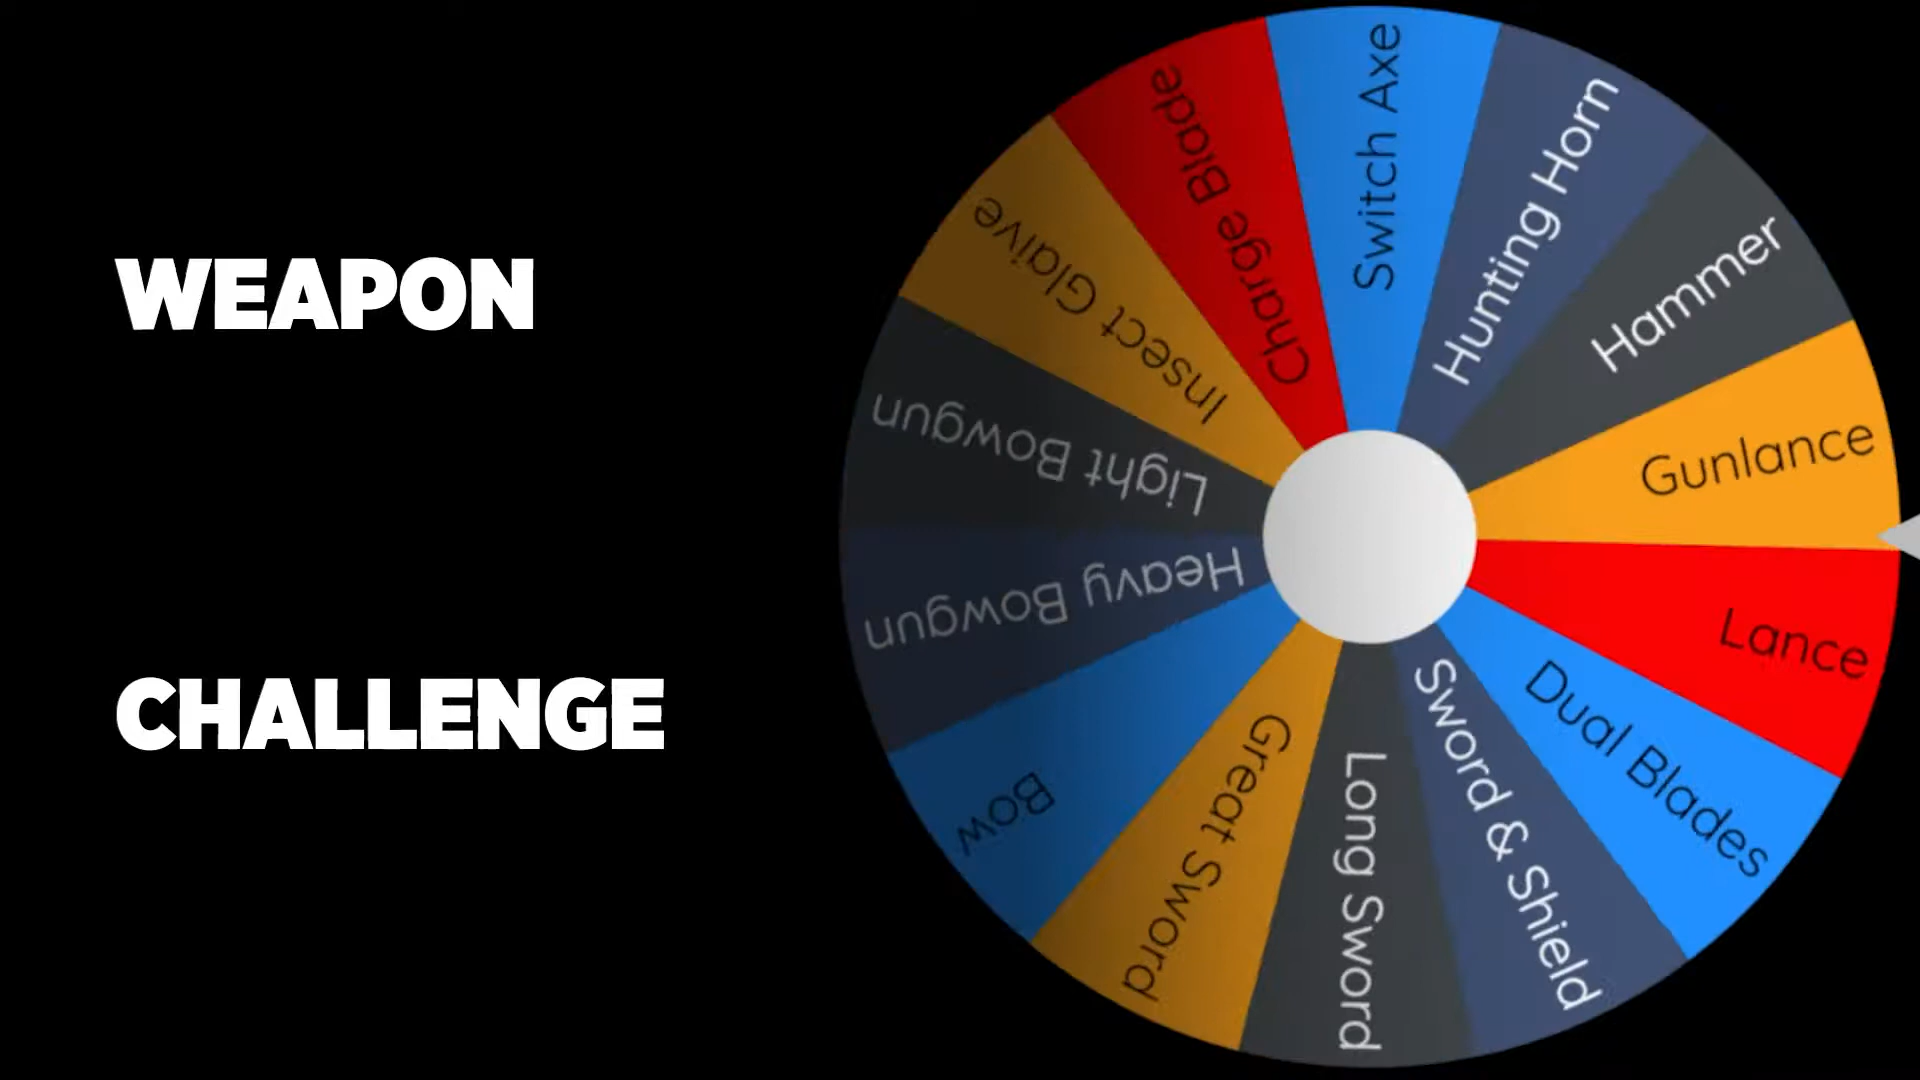 WEAPON
CHALLENGE
Switch Axe
Hunting Horn
Hammer
Gunlance
Lance
Dual Blades
Sword & Shield
Long Sword
Great Sword
Bow
Heavy Bowgun
Light Bowgun
Insect Glaive
Charge Blade